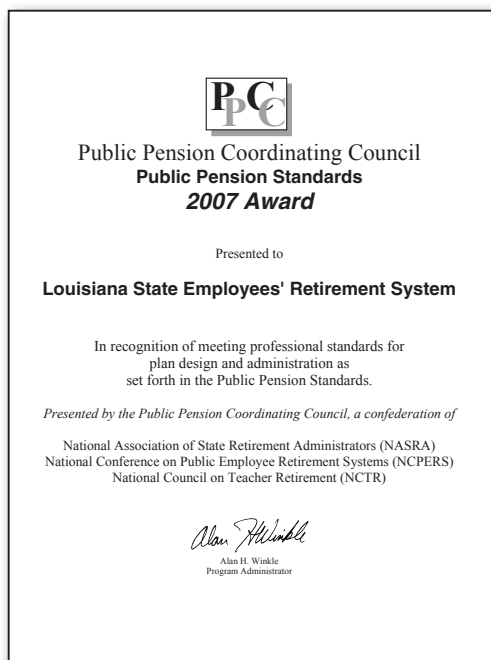 PPCC
Public Pension Coordinating Council
Public Pension Standards
2007 Award
Presented to
Louisiana State Employees' Retirement System
In recognition of meeting professional standards for
plan design and administration as
set forth in the Public Pension Standards.
Presented by the Public Pension Coordinating Council, a confederation of
National Association of State Retirement Administrators (NASRA)
National Conference on Public Employee Retirement Systems (NCPERS)
National Council on Teacher Retirement (NCTR)
Alan H Winkle
Alan H. Winkle
Program Administrator